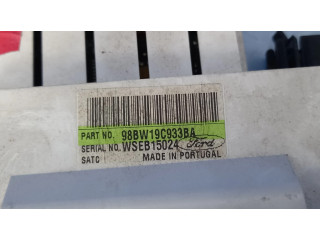 PART NO. 98BW19C933BA
SERIAL NO. WSEB15024 Ford
SATC MADE IN PORTUGAL